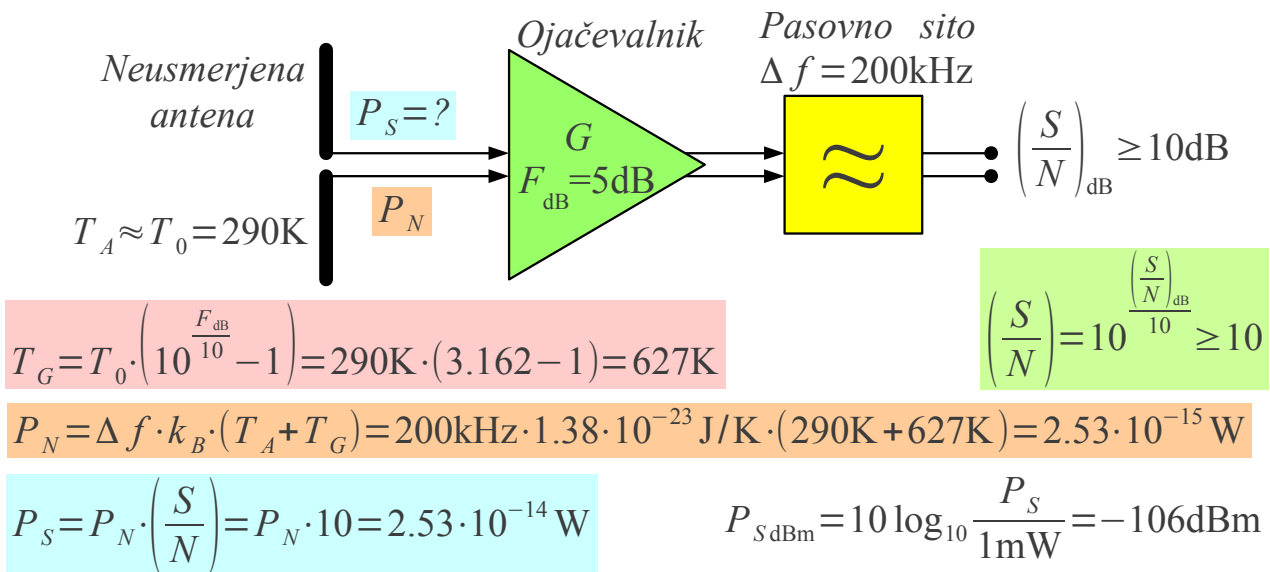 Neusmerjena
antena
P_S=?
P_N
T_A≈T_0=290K
Ojačevalnik
G
F_dB=5dB
Pasovno sito
Δf=200kHz
≈
(S/N)_dB ≥10dB
T_G=T_0·(10^(F_dB/10)−1)=290K·(3.162−1)=627K
(S/N)=10^((S/N)_dB/10) ≥10
P_N=Δf·k_B·(T_A+T_G)=200kHz·1.38·10^−23 J/K·(290K+627K)=2.53·10^−15 W
P_S=P_N·(S/N)=P_N·10=2.53·10^−14 W
P_SdBm=10 log_10 P_S/1mW=−106dBm